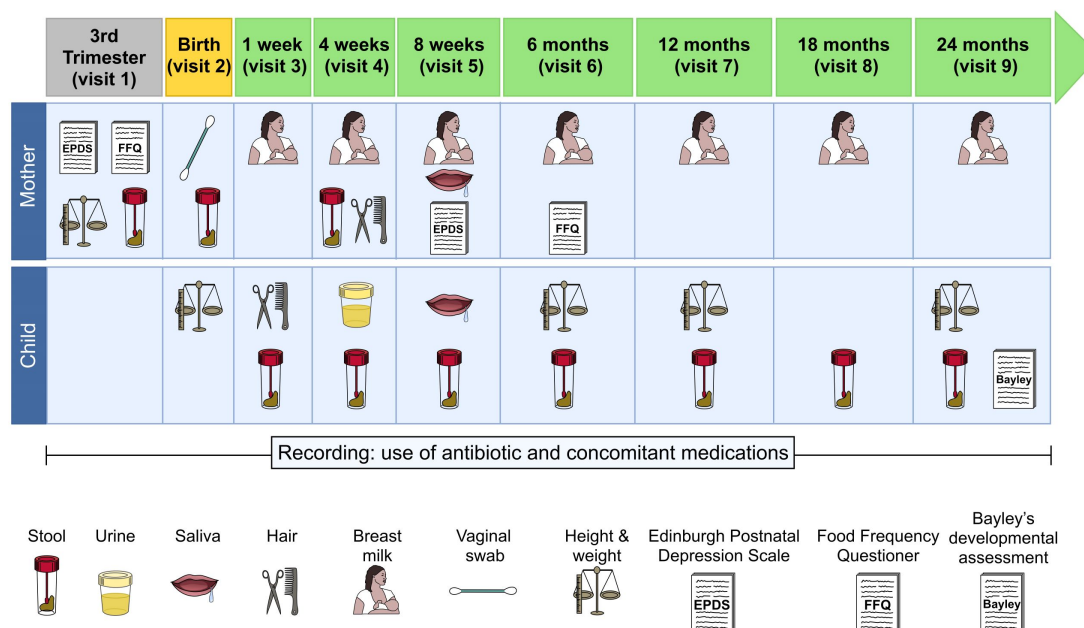 3rd
Trimester
(visit 1)
Birth
(visit 2)
1 week
(visit 3)
4 weeks
(visit 4)
8 weeks
(visit 5)
6 months
(visit 6)
12 months
(visit 7)
18 months
(visit 8)
24 months
(visit 9)
Mother
EPDS
FFQ
EPDS
FFQ
Child
Bayley
Recording: use of antibiotic and concomitant medications
Stool
Urine
Saliva
Hair
Breast
milk
Vaginal
swab
Height &
weight
Edinburgh Postnatal
Depression Scale
Food Frequency
Questioner
Bayley's
developmental
assessment
EPDS
FFQ
Bayley